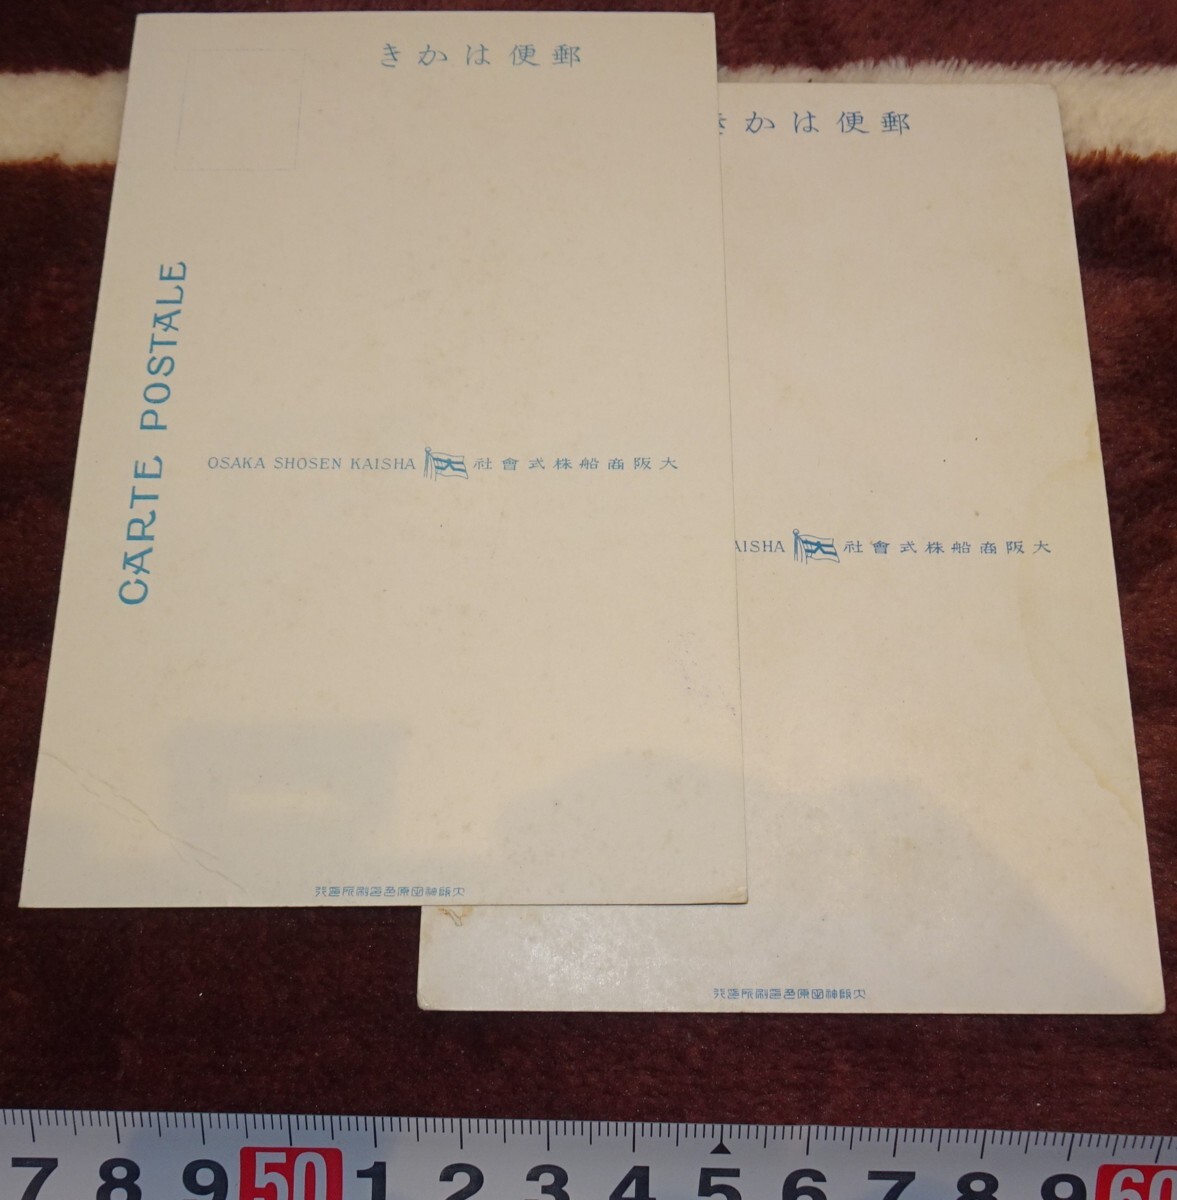 郵便はかき
CARTE POSTALE
OSAKA SHOSEN KAISHA 大阪商船株式會社
郵便はかき
AISHA 大阪商船株式會社
7 8 9 50 1 2 3 4 5 6 7 8 9 60